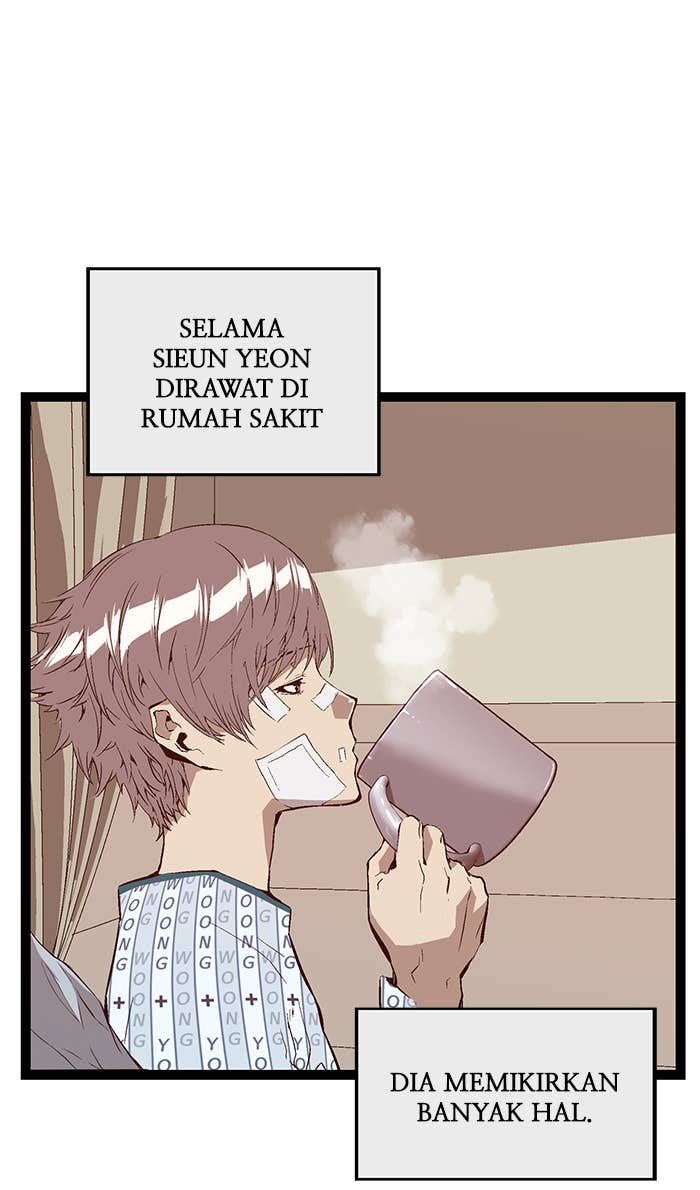 SELAMA
SIEUN YEON
DIRAWAT DI
RUMAH SAKIT
DIA MEMIKIRKAN
BANYAK HAL.